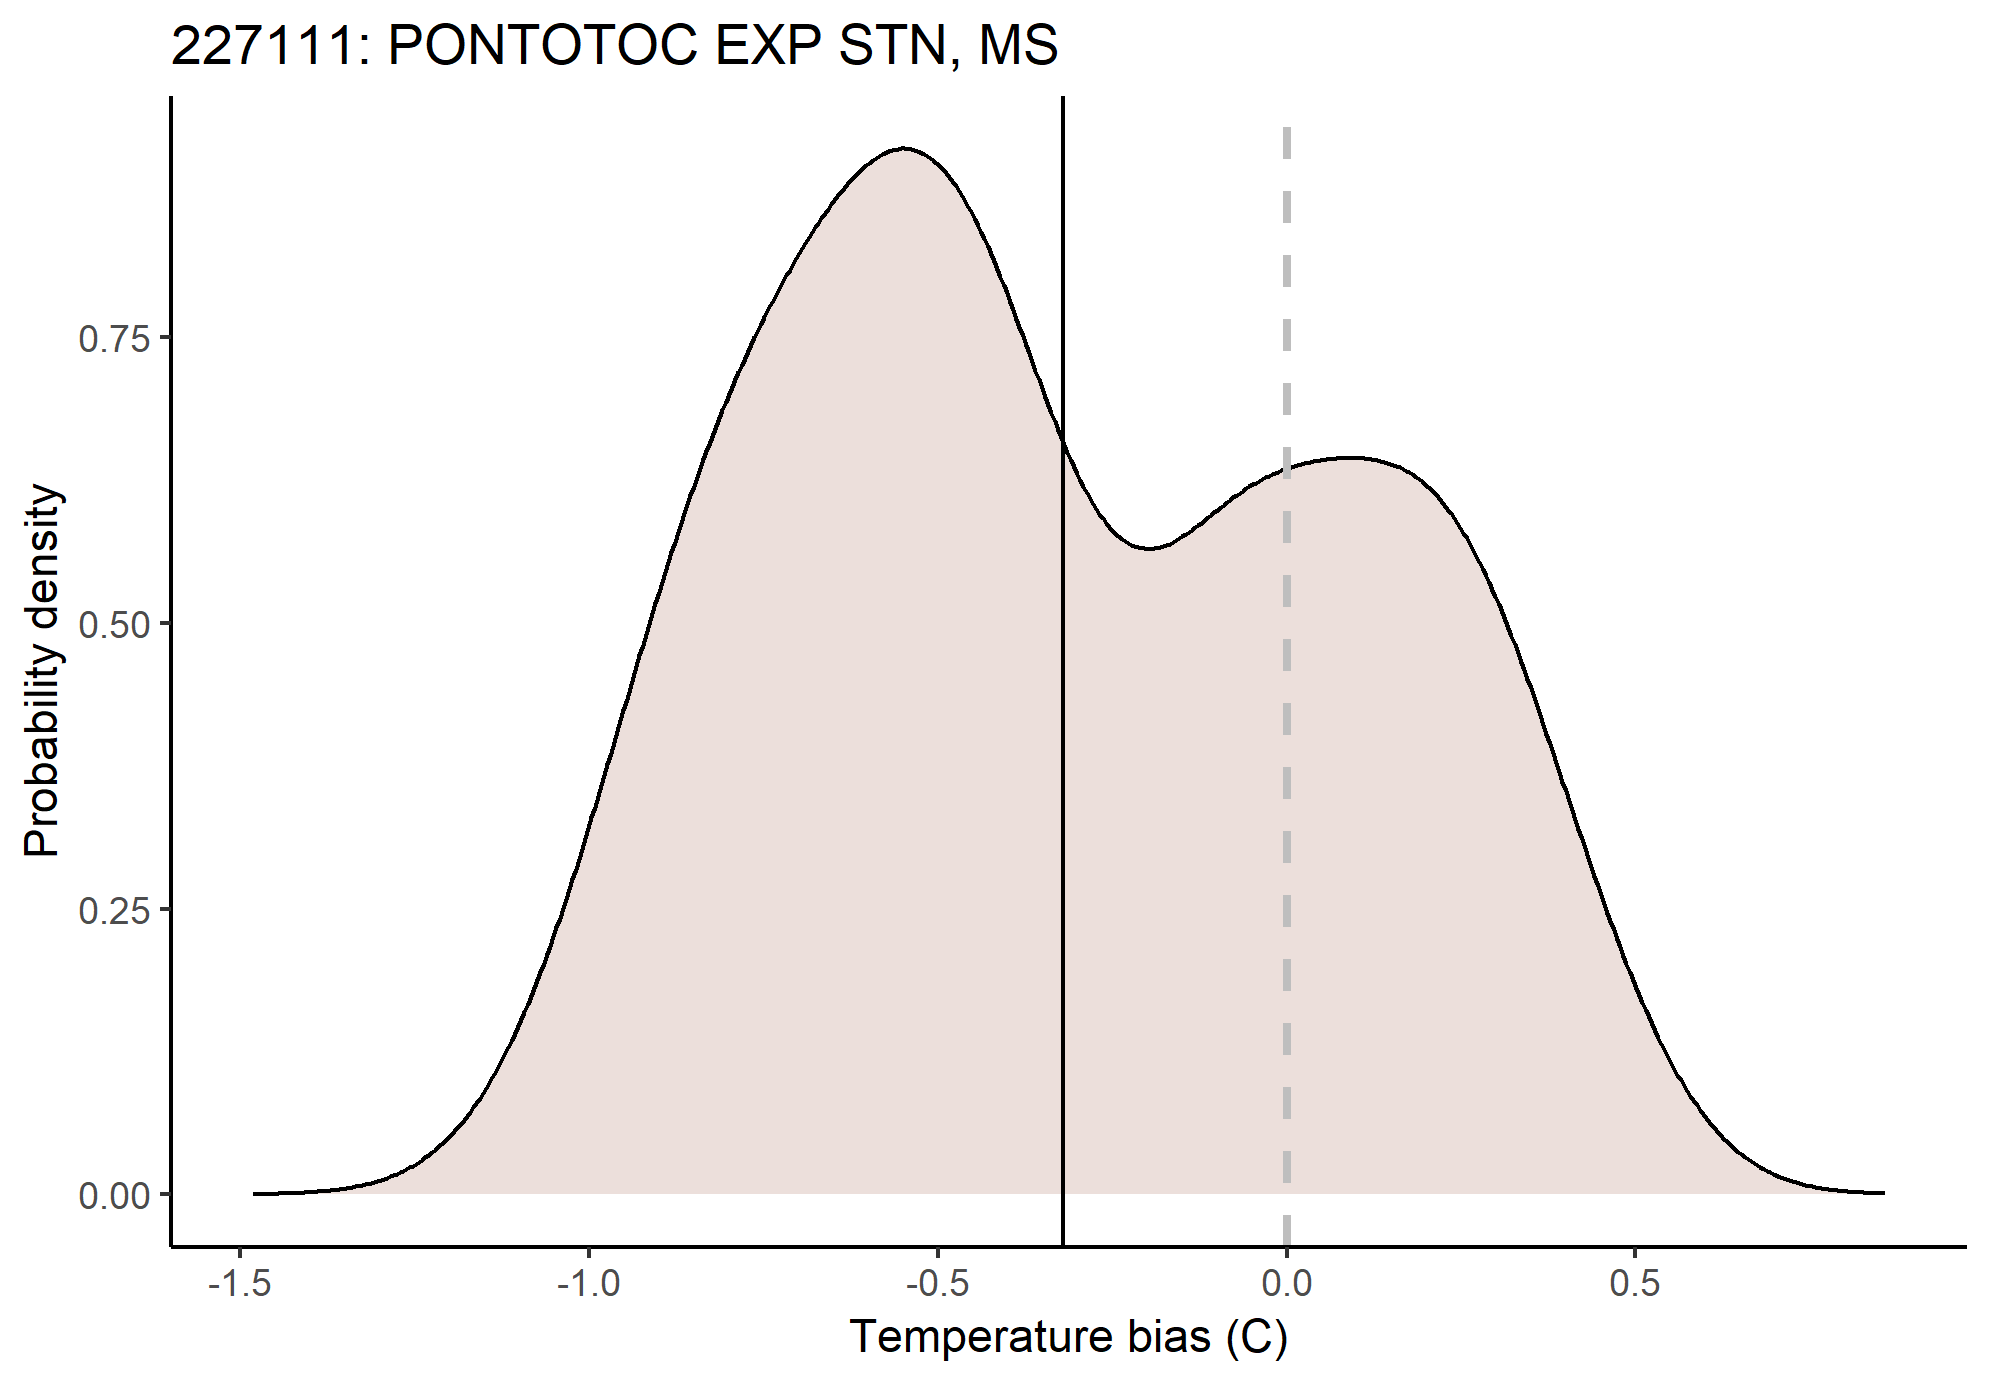 227111: PONTOTOC EXP STN, MS
Probability density
0.75
0.50
0.25
0.00
-1.5 -1.0 -0.5 0.0 0.5
Temperature bias (C)